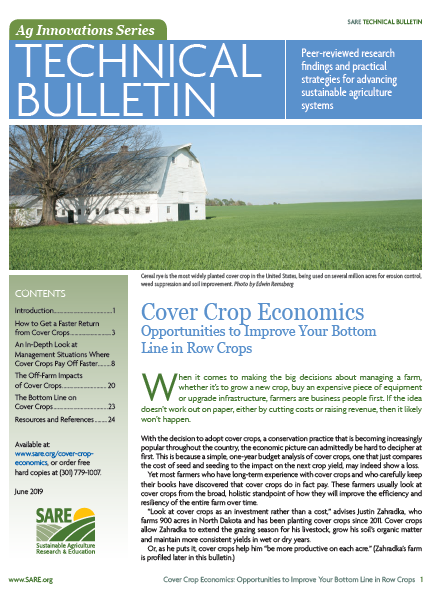 SARE TECHNICAL BULLETIN
Ag Innovations Series
TECHNICAL
BULLETIN
Peer-reviewed research
findings and practical
strategies for advancing
sustainable agriculture
systems
Cereal rye is the most widely planted cover crop in the United States, being used on several million acres for erosion control,
weed suppression and soil improvement. Photo by Edwin Remsberg
CONTENTS
Introduction..................................1
How to Get a Faster Return
from Cover Crops........................3
An In-Depth Look at
Management Situations Where
Cover Crops Pay Off Faster.......8
The Off-Farm Impacts
of Cover Crops.......................... 20
The Bottom Line on
Cover Crops............................... 23
Resources and References....... 24
Available at:
www.sare.org/cover-crop-
economics, or order free
hard copies at (301) 779-1007.
June 2019
SARE
Sustainable Agriculture
Research & Education
Cover Crop Economics
Opportunities to Improve Your Bottom
Line in Row Crops
When it comes to making the big decisions about managing a farm,
whether it's to grow a new crop, buy an expensive piece of equipment
or upgrade infrastructure, farmers are business people first. If the idea
doesn't work out on paper, either by cutting costs or raising revenue, then it likely
won't happen.
With the decision to adopt cover crops, a conservation practice that is becoming increasingly
popular throughout the country, the economic picture can admittedly be hard to decipher at
first. This is because a simple, one-year budget analysis of cover crops, one that just compares
the cost of seed and seeding to the impact on the next crop yield, may indeed show a loss.
Yet most farmers who have long-term experience with cover crops and who carefully keep
their books have discovered that cover crops do in fact pay. These farmers usually look at
cover crops from the broad, holistic standpoint of how they will improve the efficiency and
resiliency of the entire farm over time.
"Look at cover crops as an investment rather than a cost," advises Justin Zahradka, who
farms 900 acres in North Dakota and has been planting cover crops since 2011. Cover crops
allow Zahradka to extend the grazing season for his livestock, grow his soil's organic matter
and maintain more consistent yields in wet or dry years.
Or, as he puts it, cover crops help him "be more productive on each acre." (Zahradka's farm
is profiled later in this bulletin.)
www.SARE.org
Cover Crop Economics: Opportunities to Improve Your Bottom Line in Row Crops 1